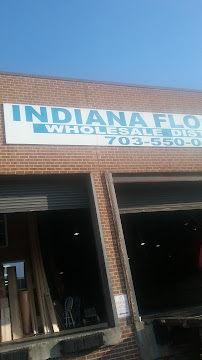 INDIANA FLO
WHOLESALE DIST
703-550-0